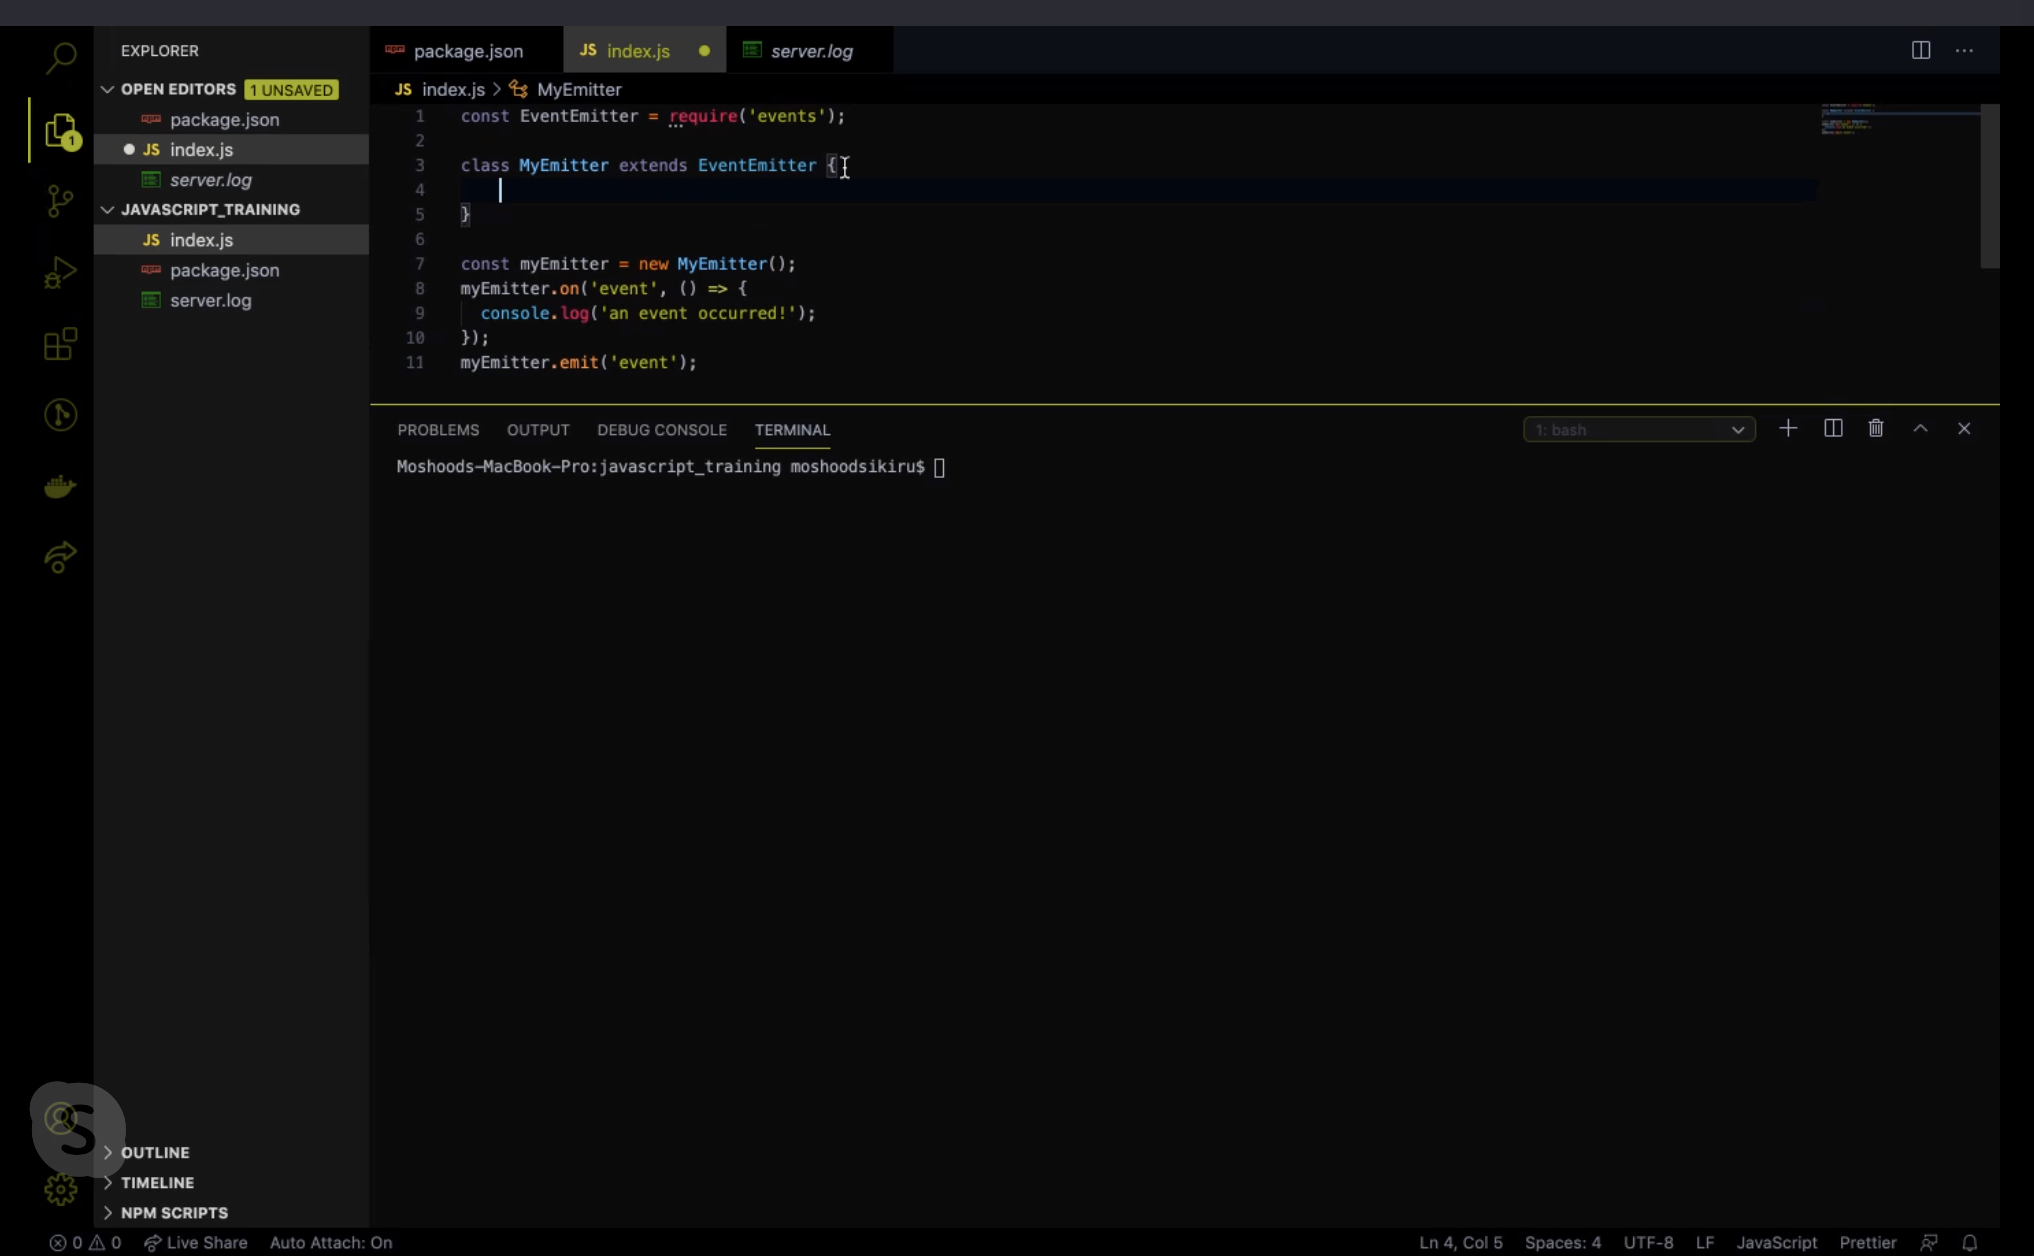 EXPLORER
OPEN EDITORS 1 UNSAVED
package.json
JS index.js
server.log
JAVASCRIPT_TRAINING
JS index.js
package.json
server.log
OUTLINE
TIMELINE
NPM SCRIPTS
1
package.json JS index.js server.log
JS index.js > MyEmitter
1 const EventEmitter = require('events');
2
3 class MyEmitter extends EventEmitter {
4
5 }
6
7 const myEmitter = new MyEmitter();
8 myEmitter.on('event', () => {
9 console.log('an event occurred!');
10 });
11 myEmitter.emit('event');
PROBLEMS OUTPUT DEBUG CONSOLE TERMINAL 1: bash
Moshoods-MacBook-Pro:javascript_training moshoodsikiru$
S
0 0 Live Share Auto Attach: On Ln 4, Col 5 Spaces: 4 UTF-8 LF JavaScript Prettier